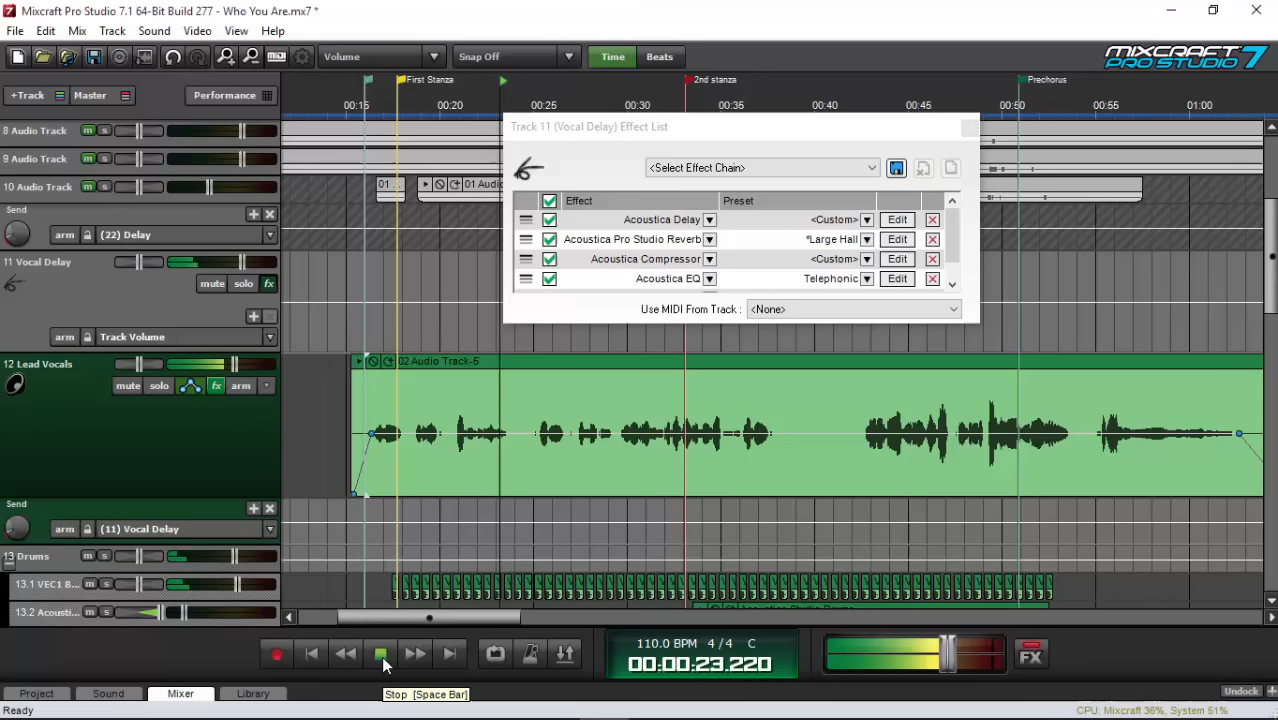 Mixcraft Pro Studio 7.1 64-Bit Build 277 - Who You Are.mx7 *
File Edit Mix Track Sound Video View Help
Volume Snap Off Time Beats MIXCRAFT PRO STUDIO 7
First Stanza 2nd stanza Prechorus
+Track Master Performance 00:15 00:20 00:25 00:30 00:35 00:40 00:45 00:50 00:55 01:00
Track 11 (Vocal Delay) Effect List
8 Audio Track m s
9 Audio Track m s
<Select Effect Chain>
10 Audio Track m s 01 ... 01 Audio
Effect Preset
Send
Acoustica Delay <Custom> Edit
arm (22) Delay
Acoustica Pro Studio Reverb *Large Hall Edit
11 Vocal Delay
Acoustica Compressor <Custom> Edit
mute solo fx
Acoustica EQ Telephonic Edit
Use MIDI From Track : <None>
arm Track Volume
12 Lead Vocals 02 Audio Track-5
mute solo fx arm
Send
arm (11) Vocal Delay
13 Drums m s
13.1 VEC1 B... m s
13.2 Acousti... m s
110.0 BPM 4/4 C
00:00:23.220
FX
Stop [Space Bar]
Project Sound Mixer Library Undock
Ready CPU: Mixcraft 36%, System 51%